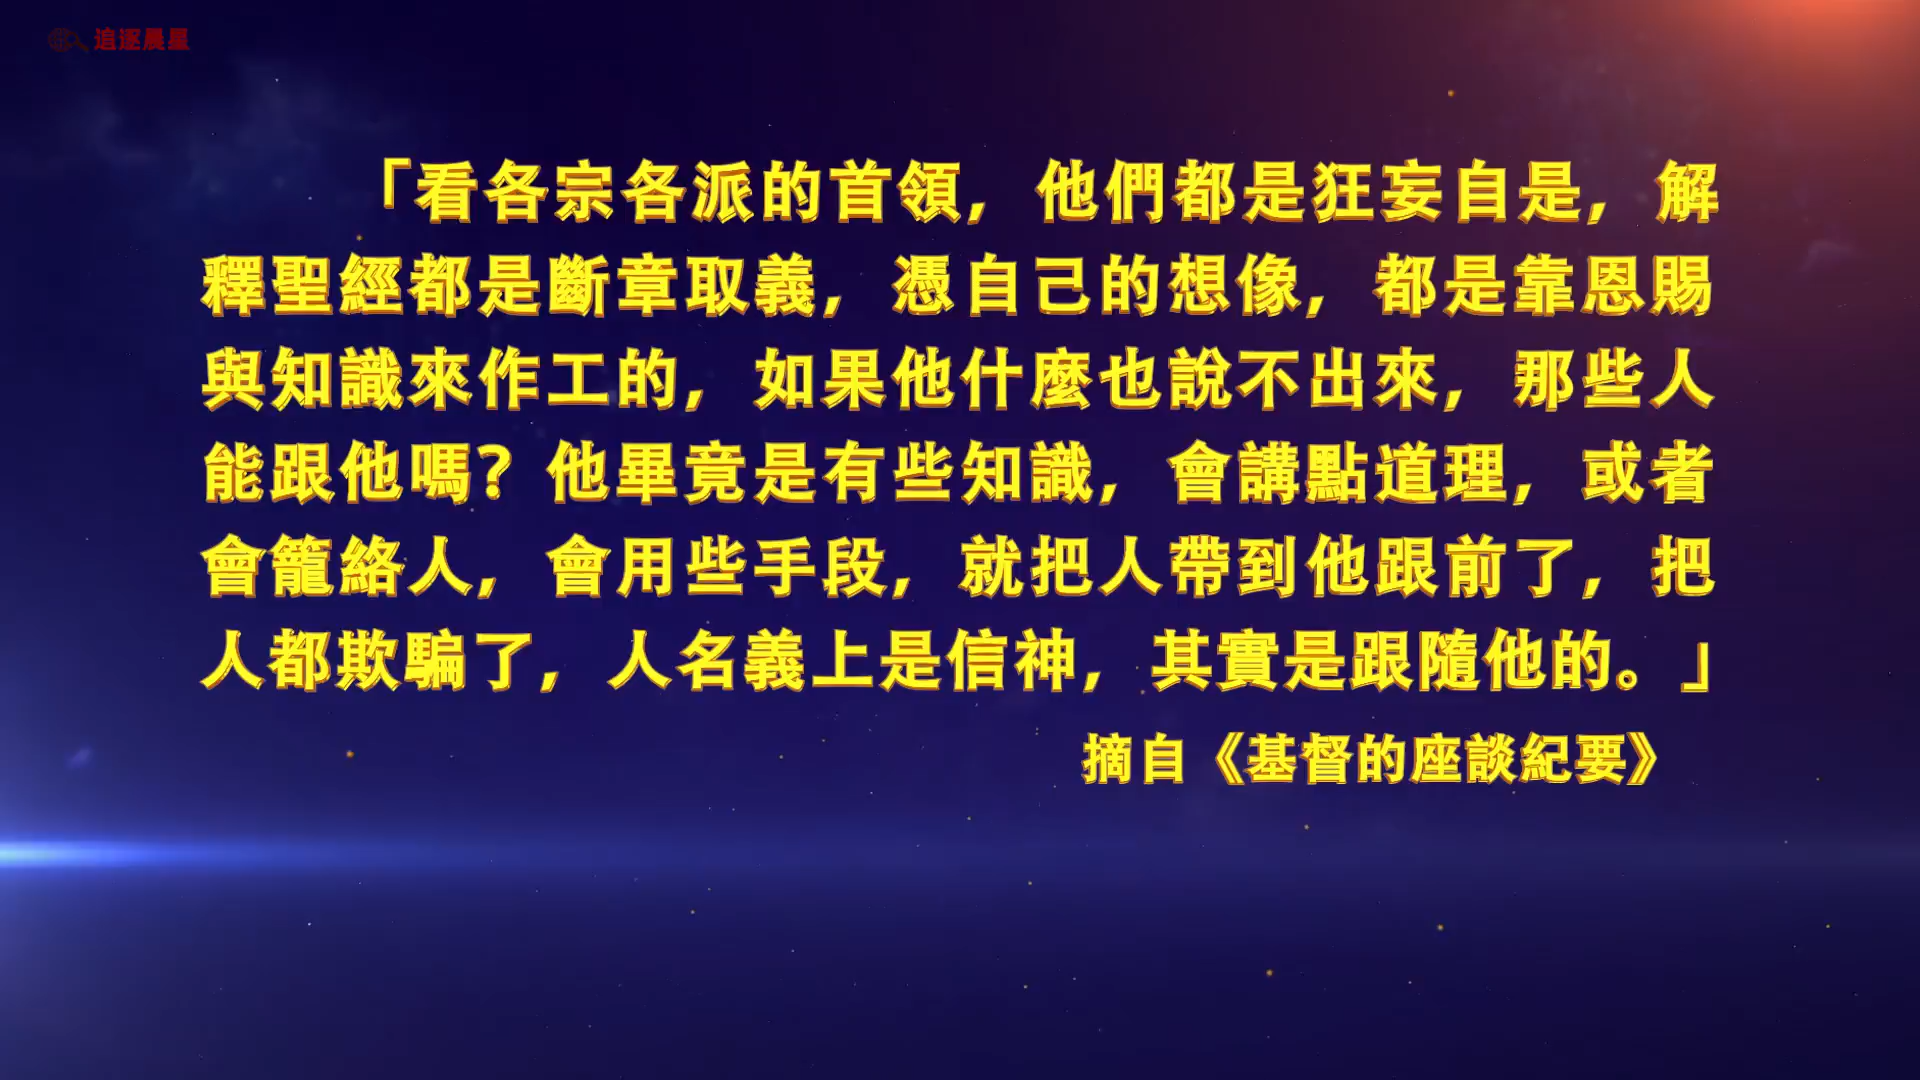 追逐晨星
「看各宗各派的首領，他們都是狂妄自是，解
釋聖經都是斷章取義，憑自己的想像，都是靠恩賜
與知識來作工的，如果他什麼也說不出來，那些人
能跟他嗎？他畢竟是有些知識，會講點道理，或者
會籠絡人，會用些手段，就把人帶到他跟前了，把
人都欺騙了，人名義上是信神，其實是跟隨他的。」
摘自《基督的座談紀要》